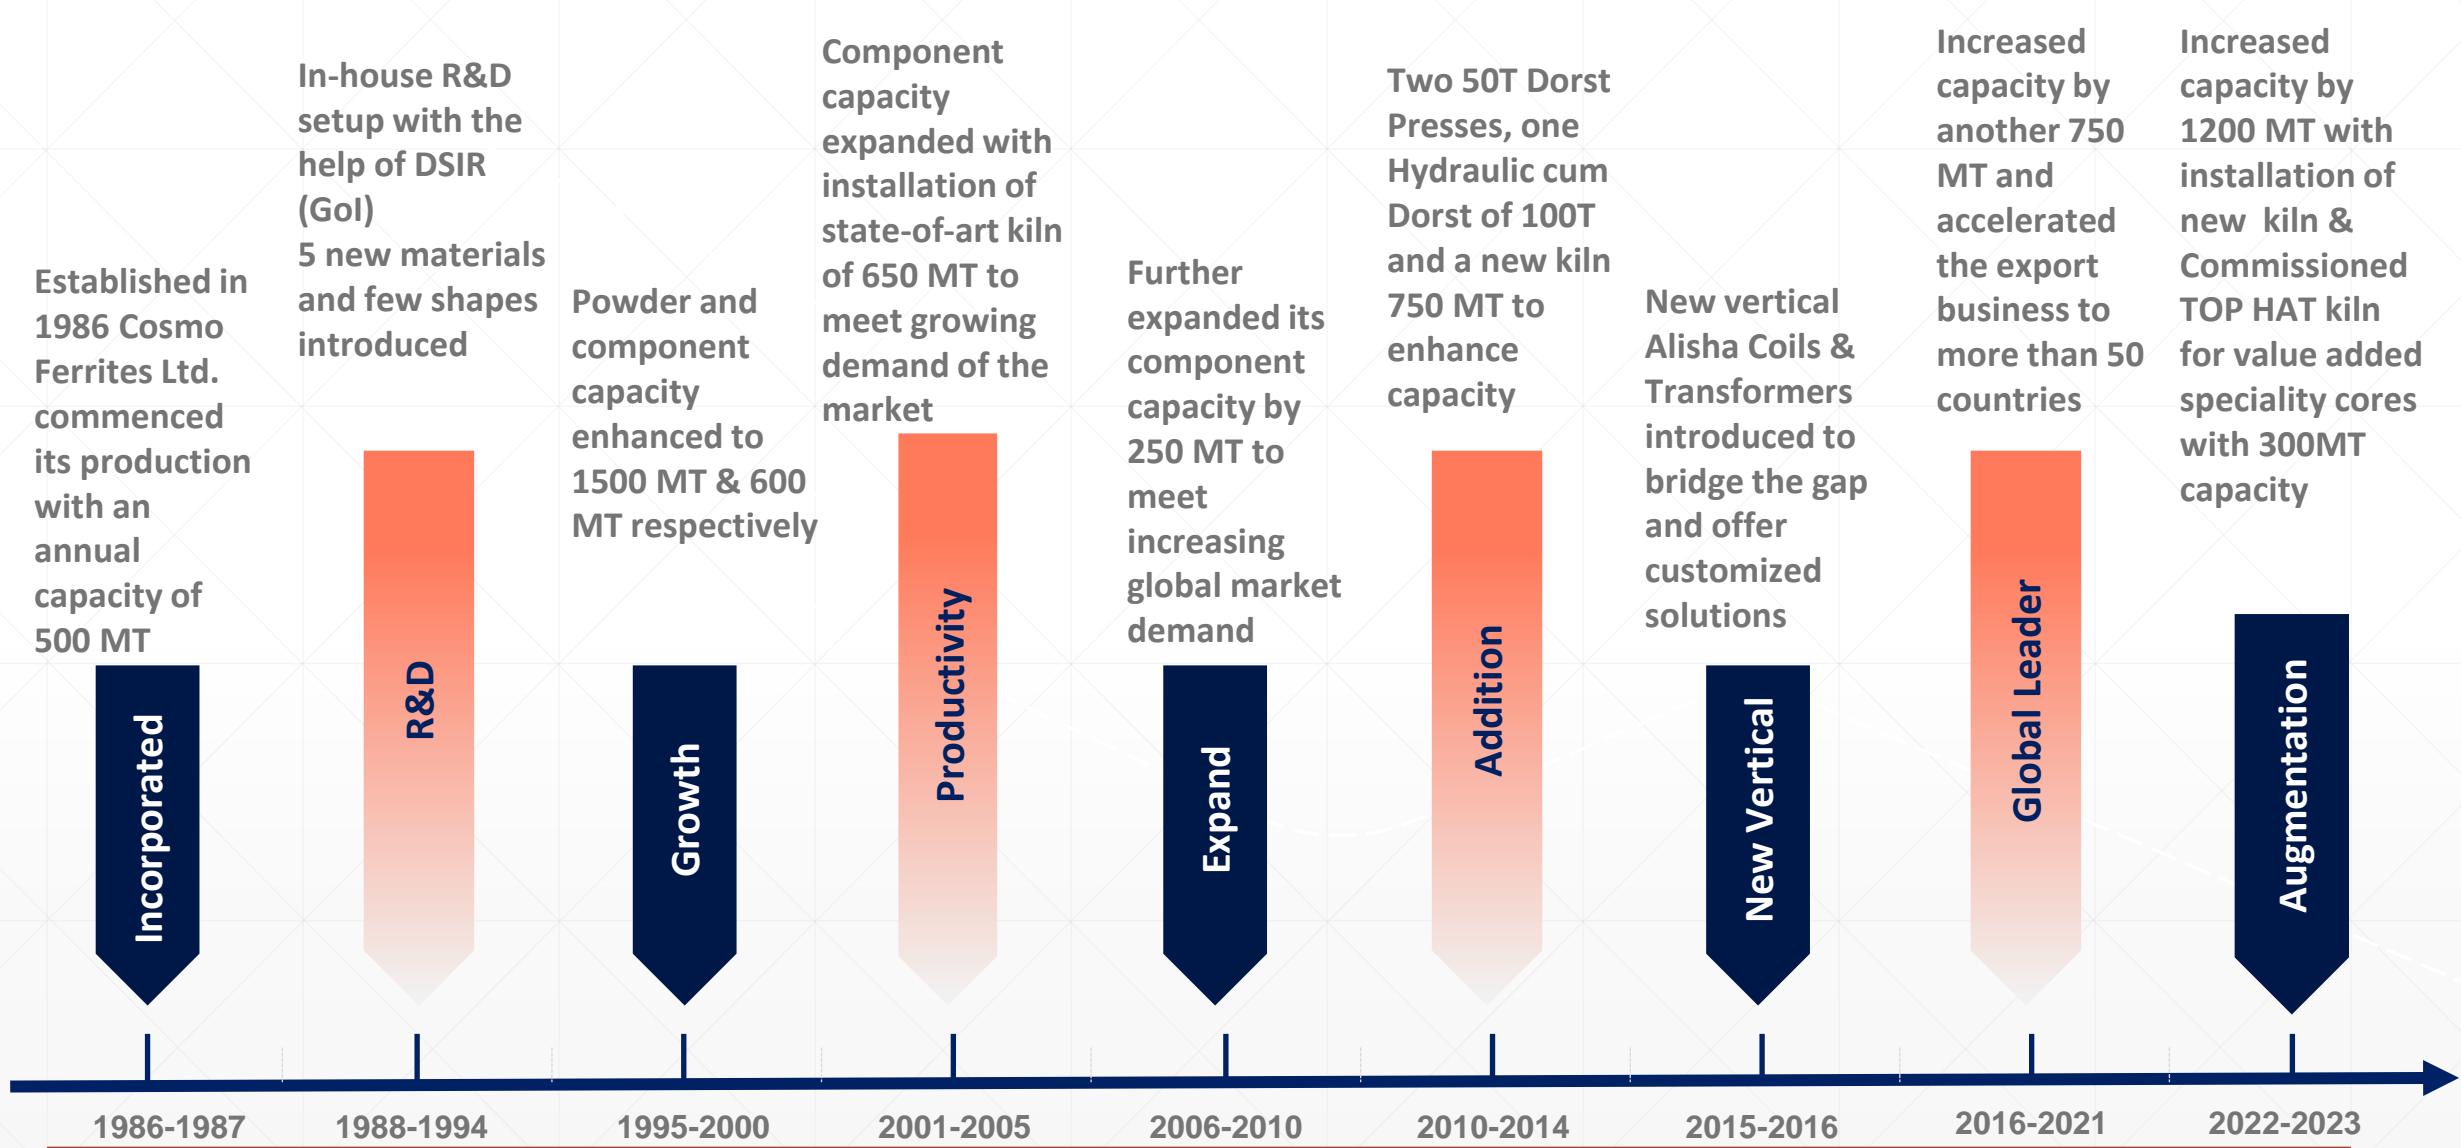 Established in
1986 Cosmo
Ferrites Ltd.
commenced
its production
with an
annual
capacity of
500 MT
In-house R&D
setup with the
help of DSIR
(GoI)
5 new materials
and few shapes
introduced
Powder and
component
capacity
enhanced to
1500 MT & 600
MT respectively
Component
capacity
expanded with
installation of
state-of-art kiln
of 650 MT to
meet growing
demand of the
market
Further
expanded its
component
capacity by
250 MT to
meet
increasing
global market
demand
Two 50T Dorst
Presses, one
Hydraulic cum
Dorst of 100T
and a new kiln
750 MT to
enhance
capacity
New vertical
Alisha Coils &
Transformers
introduced to
bridge the gap
and offer
customized
solutions
Increased
capacity by
another 750
MT and
accelerated
the export
business to
more than 50
countries
Increased
capacity by
1200 MT with
installation of
new kiln &
Commissioned
TOP HAT kiln
for value added
speciality cores
with 300MT
capacity
Incorporated
R&D
Growth
Productivity
Expand
Addition
New Vertical
Global Leader
Augmentation
1986-1987
1988-1994
1995-2000
2001-2005
2006-2010
2010-2014
2015-2016
2016-2021
2022-2023